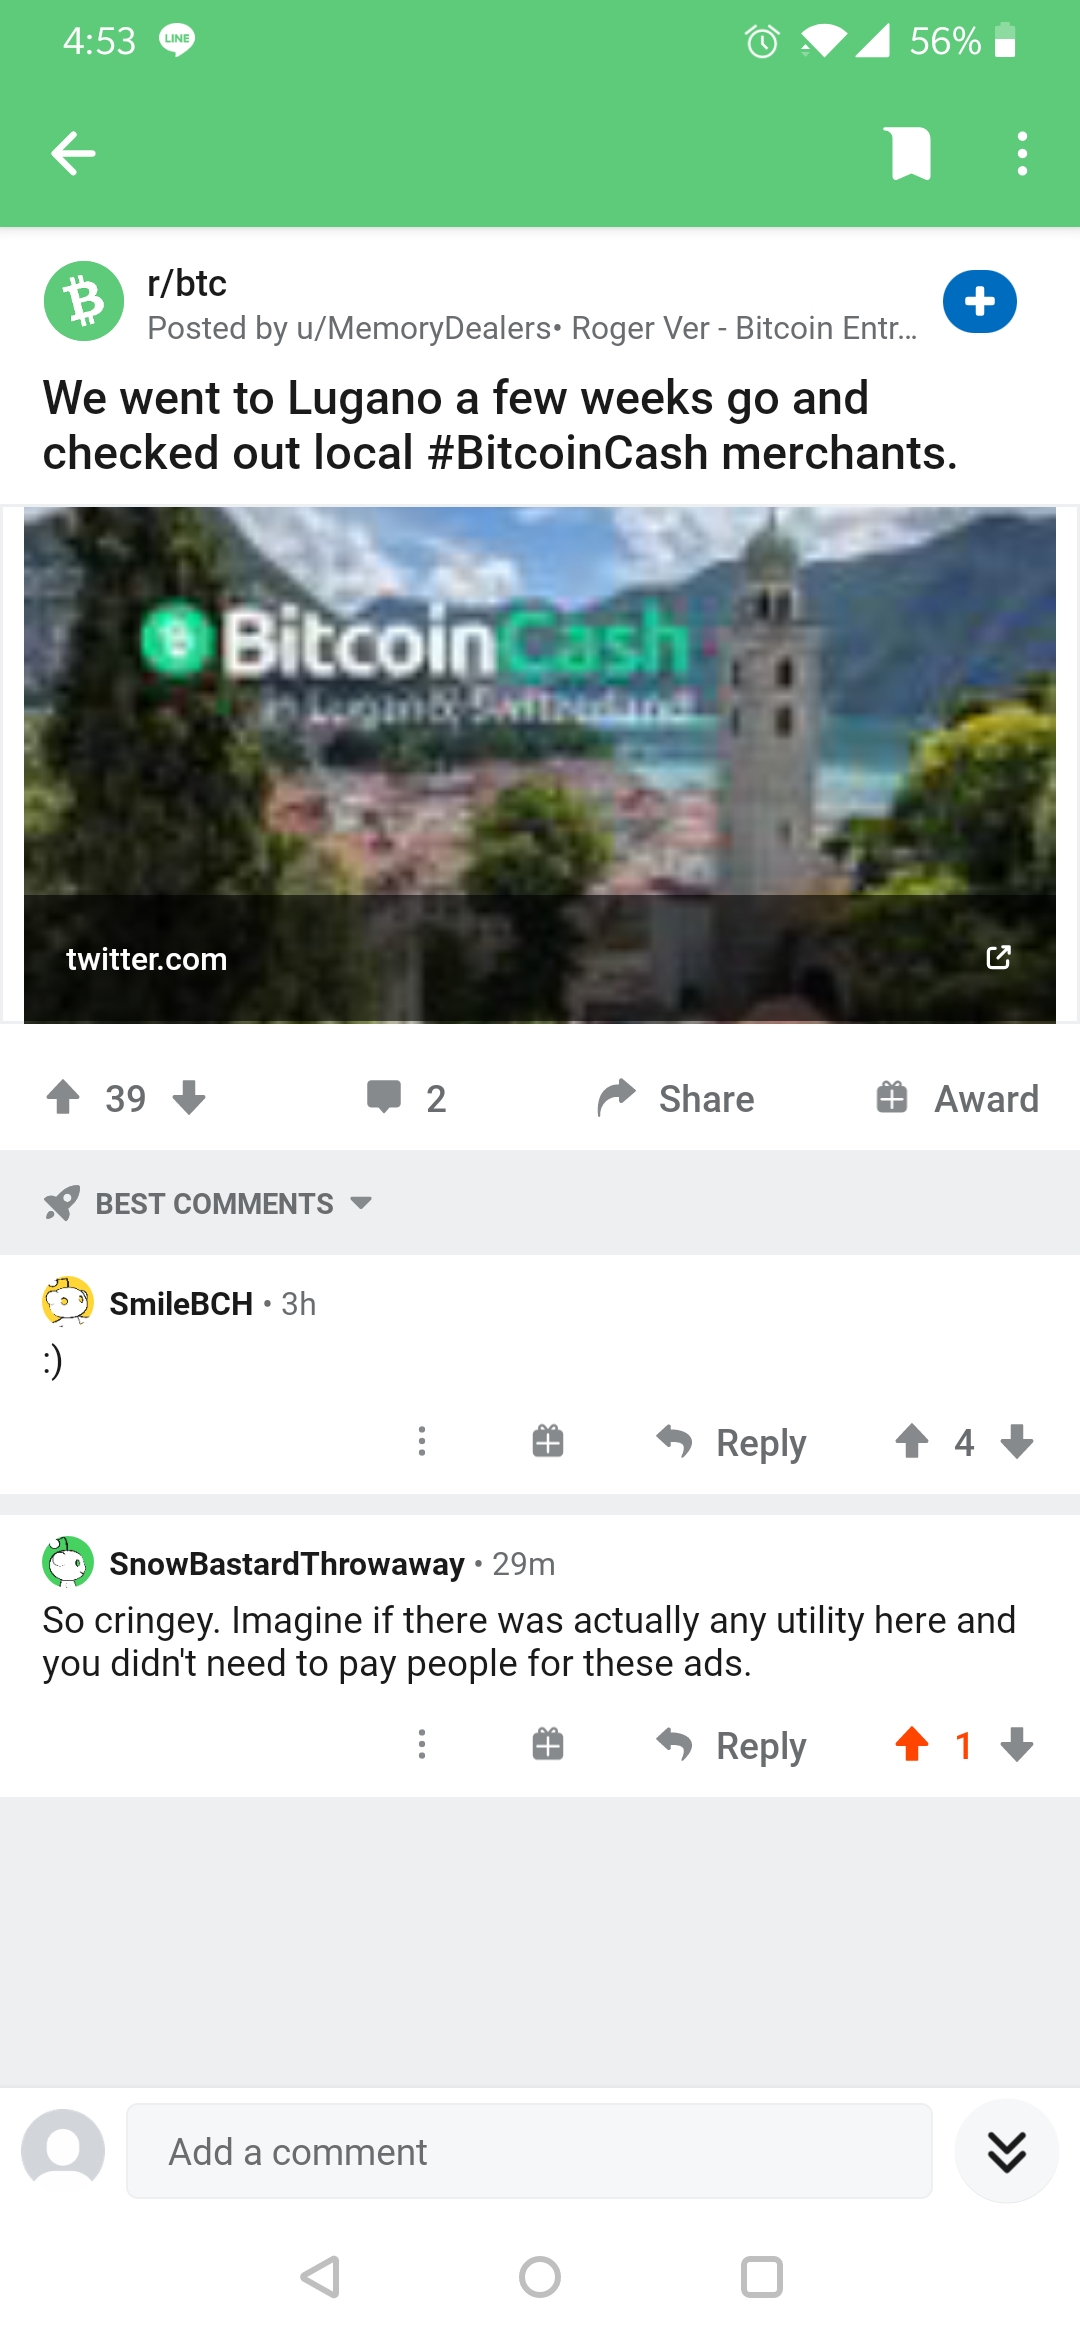 4:53 LINE 56%
r/btc
Posted by u/MemoryDealers• Roger Ver - Bitcoin Entr...
We went to Lugano a few weeks go and
checked out local #BitcoinCash merchants.
BitcoinCash
in Lugano, Switzerland
twitter.com
39 2 Share Award
BEST COMMENTS
SmileBCH • 3h
:)
Reply 4
SnowBastardThrowaway • 29m
So cringey. Imagine if there was actually any utility here and
you didn't need to pay people for these ads.
Reply 1
Add a comment